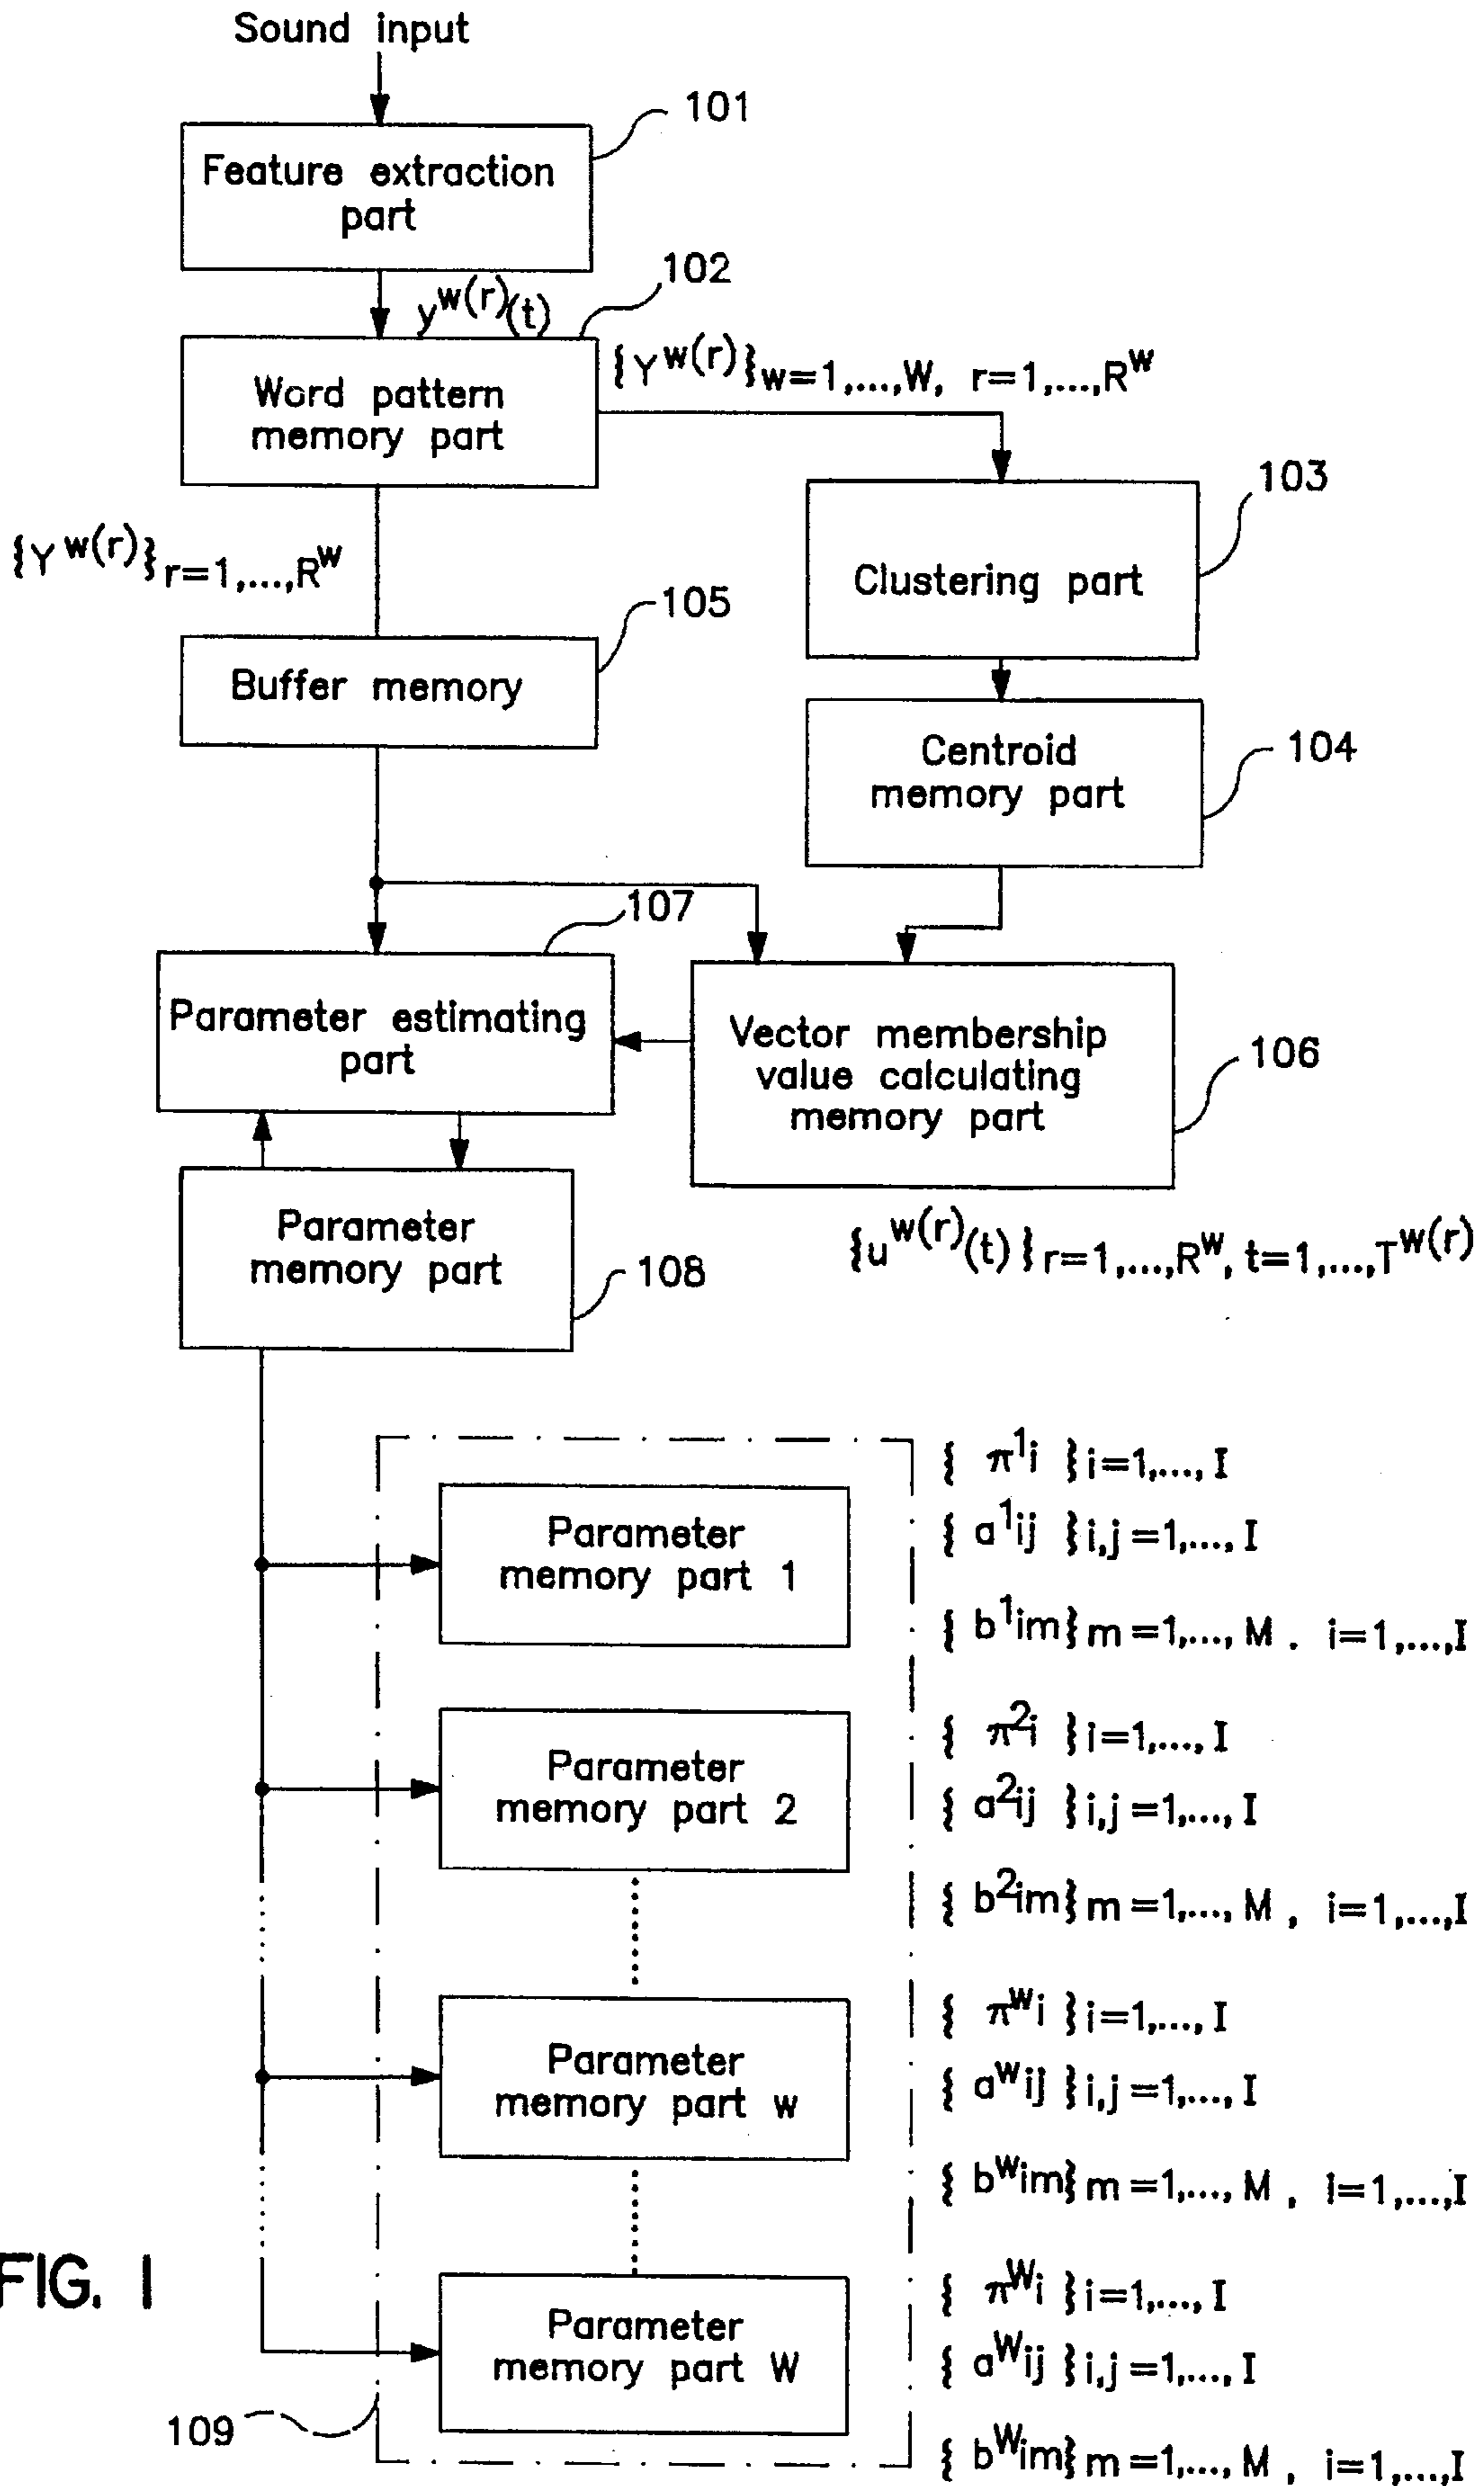 Sound input
101
Feature extraction
part
y^w(r)(t)
102
{Y^w(r)}w=1,...,W, r=1,...,R^W
Word pattern
memory part
103
Clustering part
{Y^w(r)}r=1,...,R^W
105
Buffer memory
Centroid
memory part
104
107
Parameter estimating
part
Vector membership
value calculating
memory part
106
Parameter
memory part
108
{u^w(r)(t)}r=1,...,R^W, t=1,...,T^w(r)
{ π^1i }i=1,..., I
Parameter
memory part 1
{ a^1ij }i,j=1,..., I
{ b^1im}m=1,..., M . i=1,...,I
{ π^2i }i=1,..., I
Parameter
memory part 2
{ a^2ij }i,j=1,..., I
{ b^2im}m=1,..., M , i=1,...,I
{ π^wi }i=1,..., I
Parameter
memory part w
{ a^wij }i,j=1,..., I
{ b^wim}m=1,..., M , i=1,...,I
FIG. 1
{ π^Wi }i=1,..., I
Parameter
memory part W
{ a^Wij }i,j=1,..., I
109
{ b^Wim}m=1,..., M , i=1,...,I